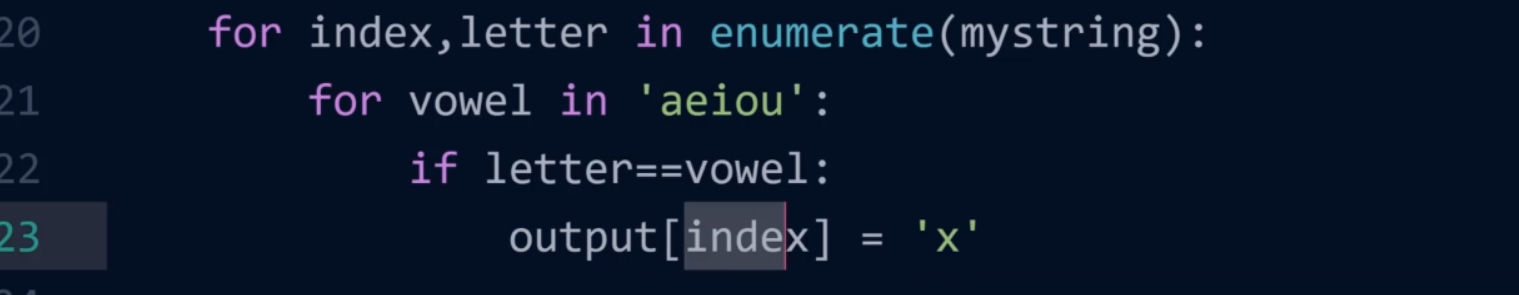 20 for index,letter in enumerate(mystring):
21 for vowel in 'aeiou':
22 if letter==vowel:
23 output[index] = 'x'
24